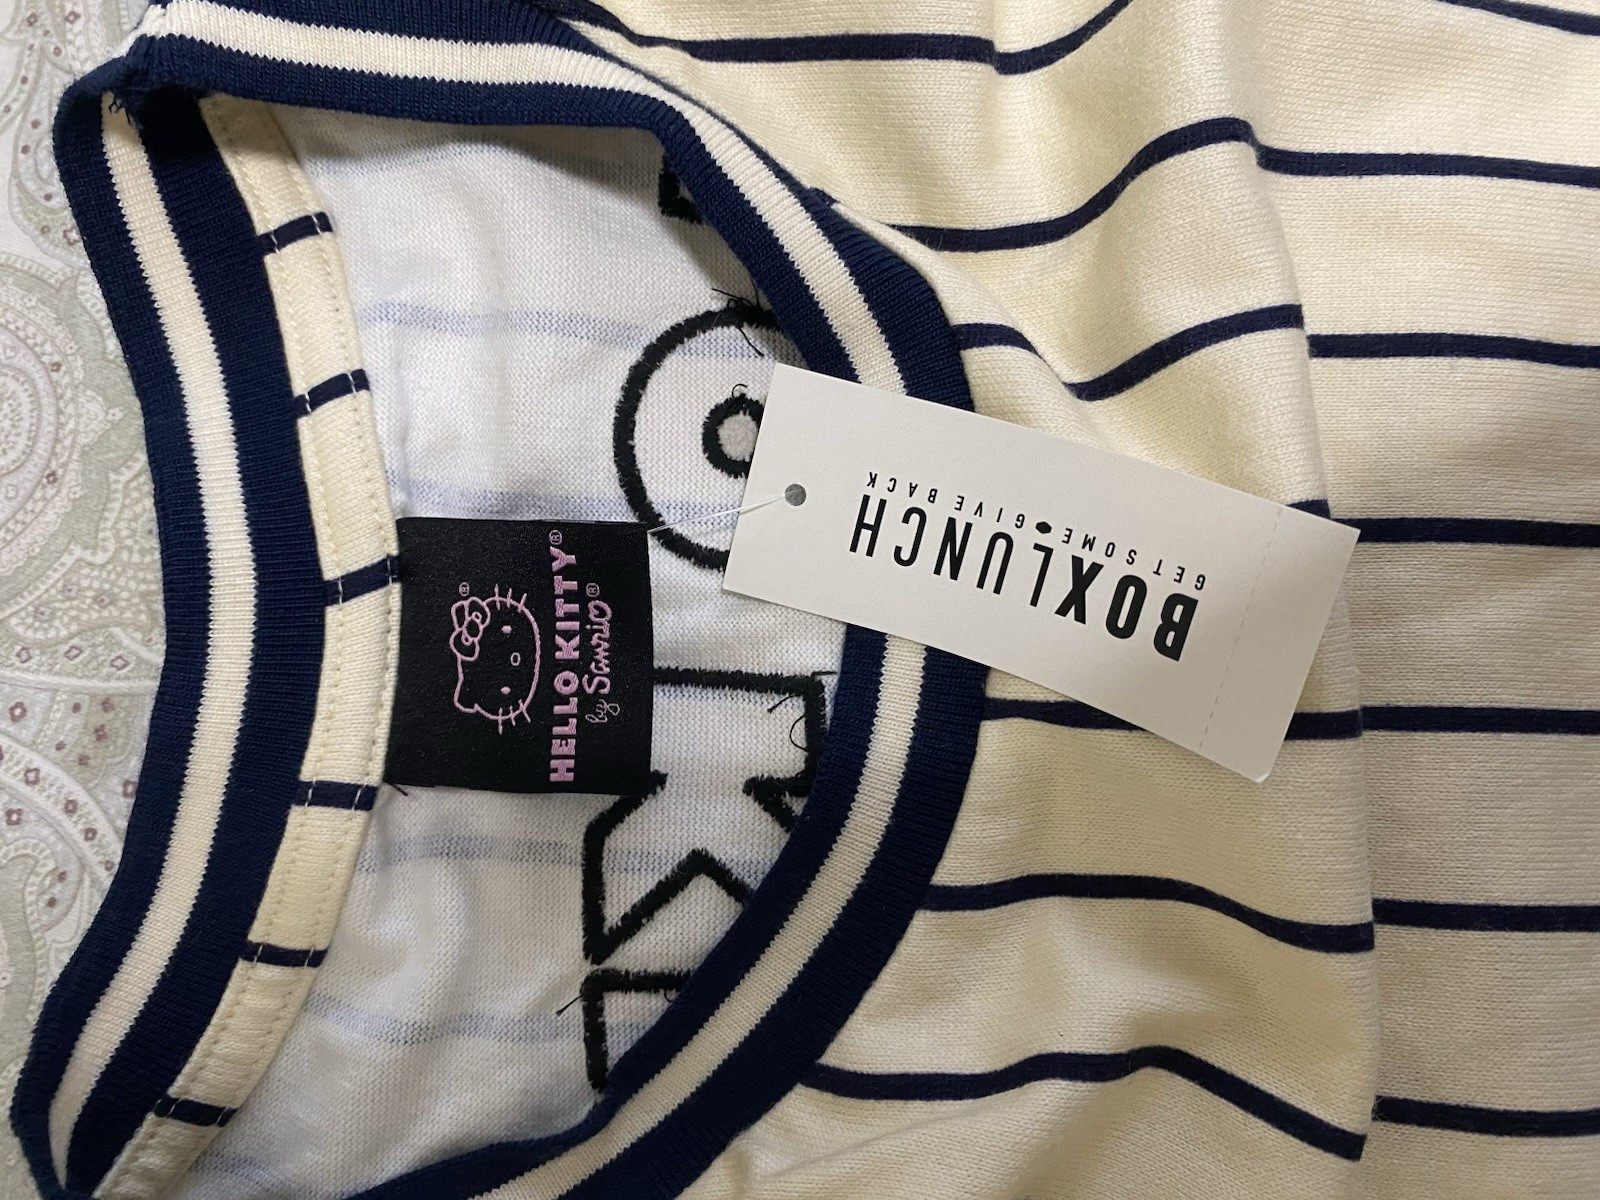 HELLO KITTY®
by Sanrio®
BOXLUNCH
GET SOME GIVE BACK